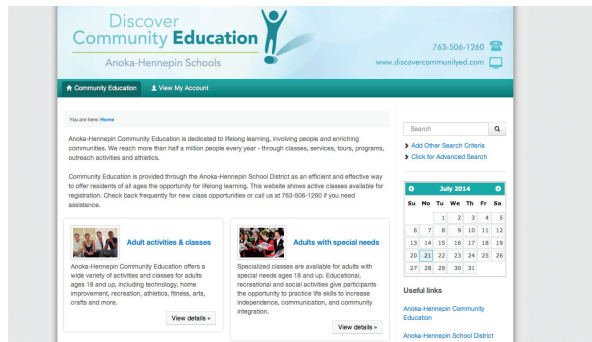 Discover
Community Education
Anoka-Hennepin Schools
763-506-1260
www.discovercommunityed.com
Community Education
View My Account
You are here: Home
Anoka-Hennepin Community Education is dedicated to lifelong learning, involving people and enriching
communities. We reach more than half a million people every year - through classes, services, tours, programs,
outreach activities and athletics.
Community Education is provided through the Anoka-Hennepin School District as an efficient and effective way
to offer residents of all ages the opportunity for lifelong learning. This website shows active classes available for
registration. Check back frequently for new class opportunities or call us at 763-506-1260 if you need
assistance.
Adult activities & classes
Anoka-Hennepin Community Education offers a
wide variety of activities and classes for adults
ages 18 and up, including technology, home
improvement, recreation, athletics, fitness, arts,
crafts and more.
View details »
Adults with special needs
Specialized classes are available for adults with
special needs ages 18 and up. Educational,
recreational and social activities give participants
the opportunity to practice life skills to increase
independence, communication, and community
integration.
View details »
Search
Add Other Search Criteria
Click for Advanced Search
July 2014
Su Mo Tu We Th Fr Sa
1 2 3 4 5
6 7 8 9 10 11 12
13 14 15 16 17 18 19
20 21 22 23 24 25 26
27 28 29 30 31
Useful links
Anoka-Hennepin Community
Education
Anoka-Hennepin School District